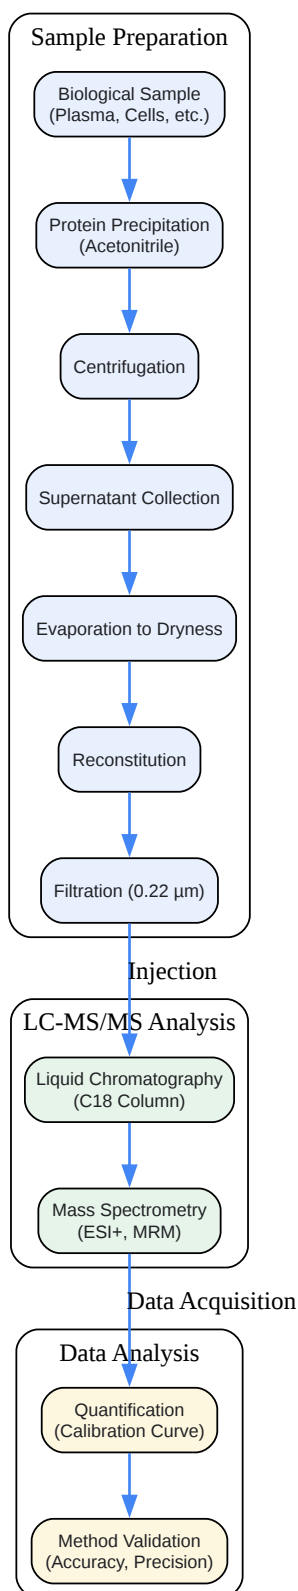 Sample Preparation
Biological Sample
(Plasma, Cells, etc.)
Protein Precipitation
(Acetonitrile)
Centrifugation
Supernatant Collection
Evaporation to Dryness
Reconstitution
Filtration (0.22 µm)
Injection
LC-MS/MS Analysis
Liquid Chromatography
(C18 Column)
Mass Spectrometry
(ESI+, MRM)
Data Acquisition
Data Analysis
Quantification
(Calibration Curve)
Method Validation
(Accuracy, Precision)